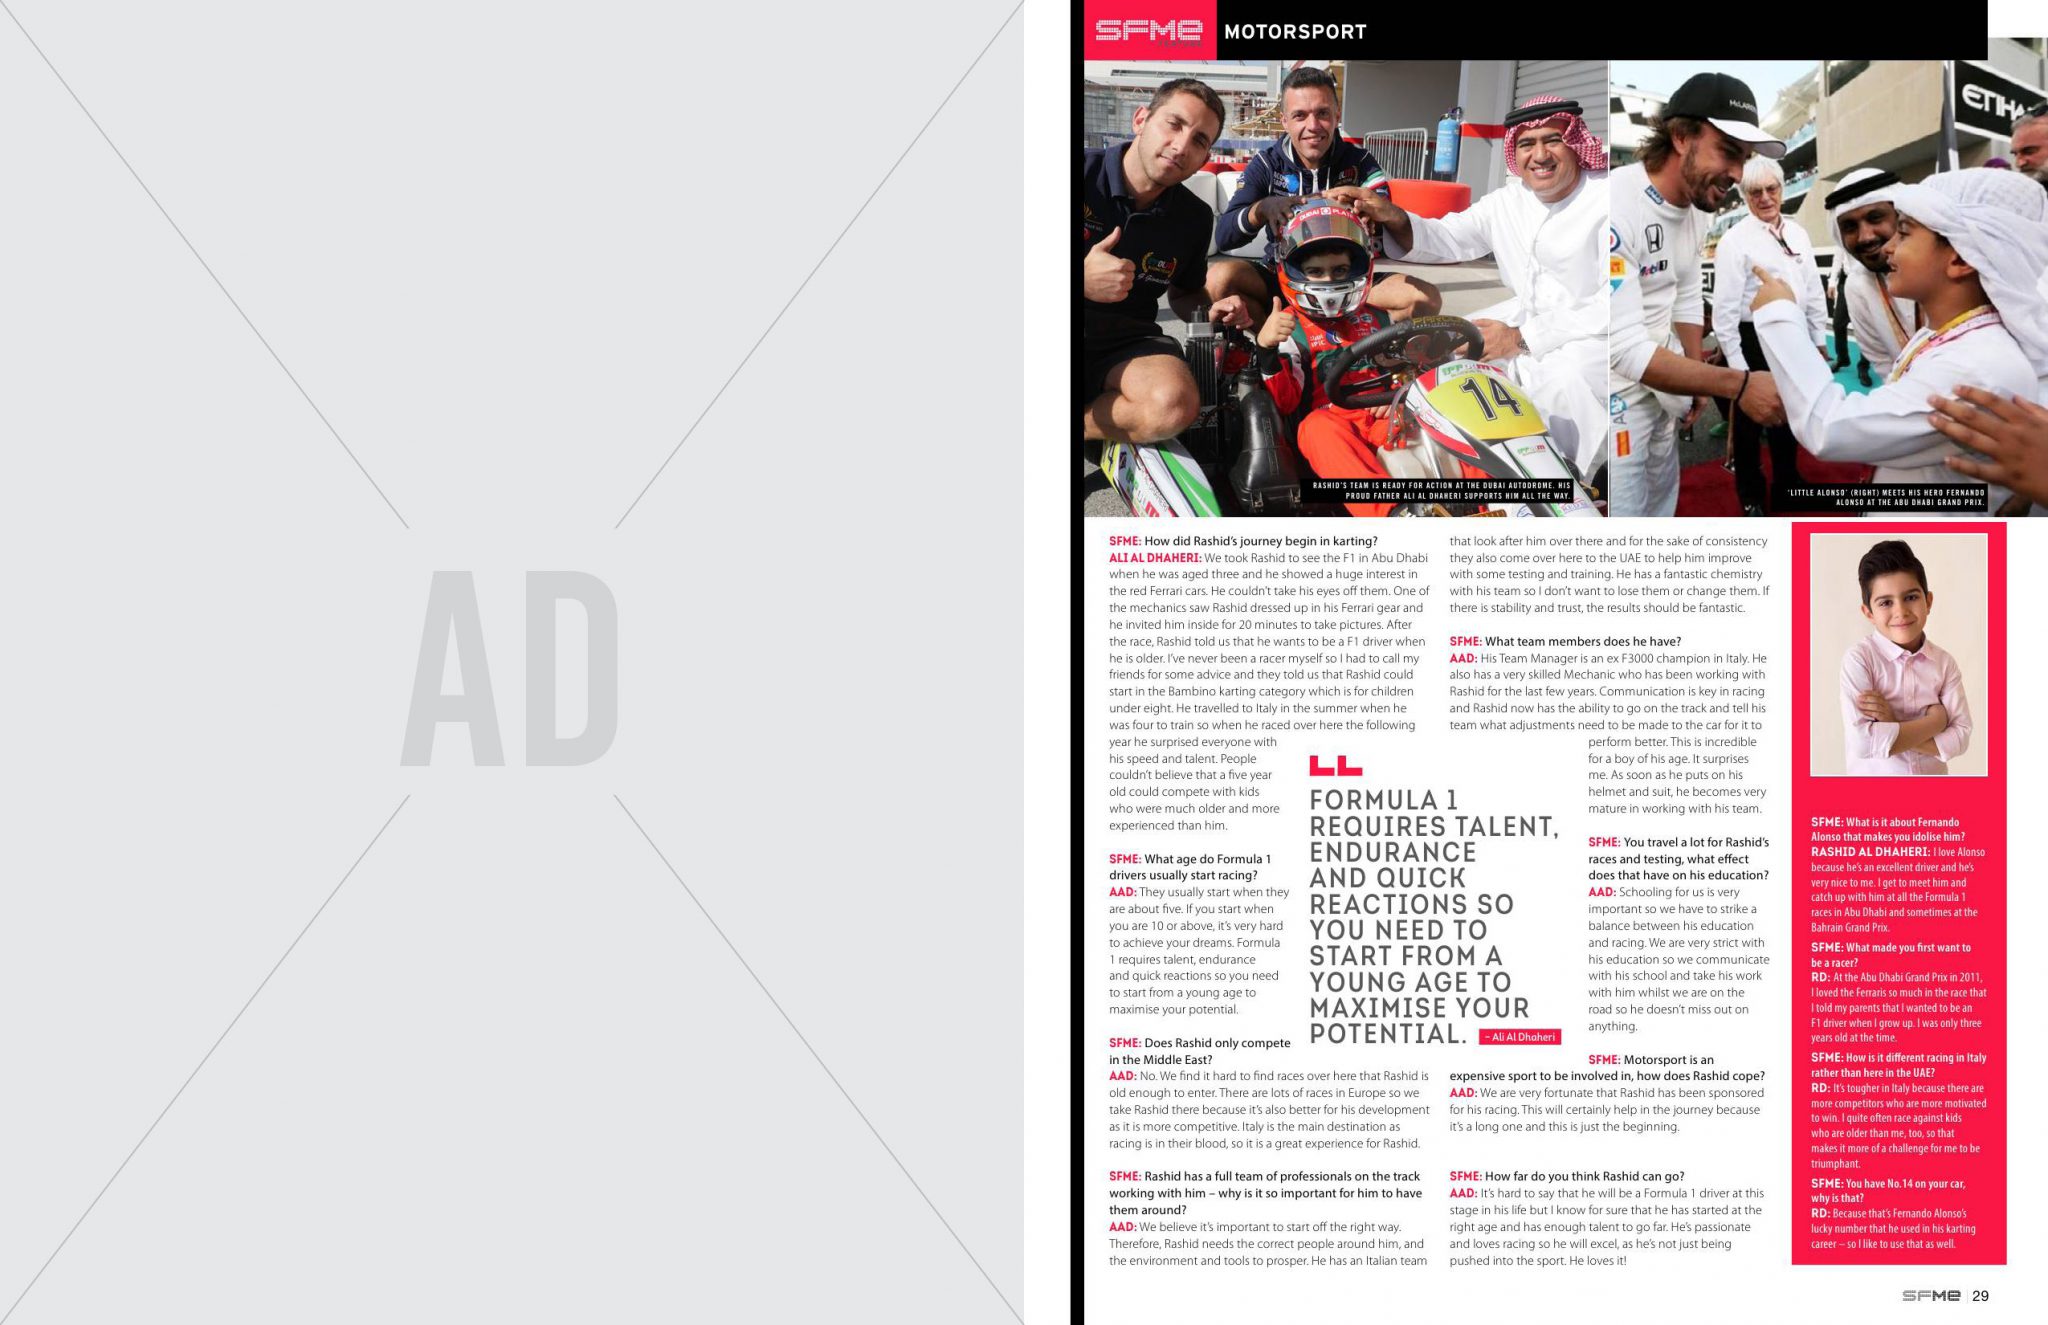 AD
SFMe
MOTORSPORT
McLAREN
ETIHA
DUBAI
14
RASHID'S TEAM IS READY FOR ACTION AT THE DUBAI AUTODROME. HIS
PROUD FATHER ALI AL DHAHERI SUPPORTS HIM ALL THE WAY.
'LITTLE ALONSO' (RIGHT) MEETS HIS HERO FERNANDO
ALONSO AT THE ABU DHABI GRAND PRIX.
SFME: How did Rashid's journey begin in karting?
ALI AL DHAHERI: We took Rashid to see the F1 in Abu Dhabi
when he was aged three and he showed a huge interest in
the red Ferrari cars. He couldn't take his eyes off them. One of
the mechanics saw Rashid dressed up in his Ferrari gear and
he invited him inside for 20 minutes to take pictures. After
the race, Rashid told us that he wants to be a F1 driver when
he is older. I've never been a racer myself so I had to call my
friends for some advice and they told us that Rashid could
start in the Bambino karting category which is for children
under eight. He travelled to Italy in the summer when he
was four to train so when he raced over here the following
year he surprised everyone with
his speed and talent. People
couldn't believe that a five year
old could compete with kids
who were much older and more
experienced than him.
SFME: What age do Formula 1
drivers usually start racing?
AAD: They usually start when they
are about five. If you start when
you are 10 or above, it's very hard
to achieve your dreams. Formula
1 requires talent, endurance
and quick reactions so you need
to start from a young age to
maximise your potential.
SFME: Does Rashid only compete
in the Middle East?
AAD: No. We find it hard to find races over here that Rashid is
old enough to enter. There are lots of races in Europe so we
take Rashid there because it's also better for his development
as it is more competitive. Italy is the main destination as
racing is in their blood, so it is a great experience for Rashid.
SFME: Rashid has a full team of professionals on the track
working with him – why is it so important for him to have
them around?
AAD: We believe it's important to start off the right way.
Therefore, Rashid needs the correct people around him, and
the environment and tools to prosper. He has an Italian team
FORMULA 1
REQUIRES TALENT,
ENDURANCE
AND QUICK
REACTIONS SO
YOU NEED TO
START FROM A
YOUNG AGE TO
MAXIMISE YOUR
POTENTIAL.
– Ali Al Dhaheri
that look after him over there and for the sake of consistency
they also come over here to the UAE to help him improve
with some testing and training. He has a fantastic chemistry
with his team so I don't want to lose them or change them. If
there is stability and trust, the results should be fantastic.
SFME: What team members does he have?
AAD: His Team Manager is an ex F3000 champion in Italy. He
also has a very skilled Mechanic who has been working with
Rashid for the last few years. Communication is key in racing
and Rashid now has the ability to go on the track and tell his
team what adjustments need to be made to the car for it to
perform better. This is incredible
for a boy of his age. It surprises
me. As soon as he puts on his
helmet and suit, he becomes very
mature in working with his team.
SFME: You travel a lot for Rashid's
races and testing, what effect
does that have on his education?
AAD: Schooling for us is very
important so we have to strike a
balance between his education
and racing. We are very strict with
his education so we communicate
with his school and take his work
with him whilst we are on the
road so he doesn't miss out on
anything.
SFME: Motorsport is an
expensive sport to be involved in, how does Rashid cope?
AAD: We are very fortunate that Rashid has been sponsored
for his racing. This will certainly help in the journey because
it's a long one and this is just the beginning.
SFME: How far do you think Rashid can go?
AAD: It's hard to say that he will be a Formula 1 driver at this
stage in his life but I know for sure that he has started at the
right age and has enough talent to go far. He's passionate
and loves racing so he will excel, as he's not just being
pushed into the sport. He loves it!
SFME: What is it about Fernando
Alonso that makes you idolise him?
RASHID AL DHAHERI: I love Alonso
because he's an excellent driver and he's
very nice to me. I get to meet him and
catch up with him at all the Formula 1
races in Abu Dhabi and sometimes at the
Bahrain Grand Prix.
SFME: What made you first want to
be a racer?
RD: At the Abu Dhabi Grand Prix in 2011,
I loved the Ferraris so much in the race that
I told my parents that I wanted to be an
F1 driver when I grow up. I was only three
years old at the time.
SFME: How is it different racing in Italy
rather than here in the UAE?
RD: It's tougher in Italy because there are
more competitors who are more motivated
to win. I quite often race against kids
who are older than me, too, so that
makes it more of a challenge for me to be
triumphant.
SFME: You have No.14 on your car,
why is that?
RD: Because that's Fernando Alonso's
lucky number that he used in his karting
career – so I like to use that as well.
SFMe | 29